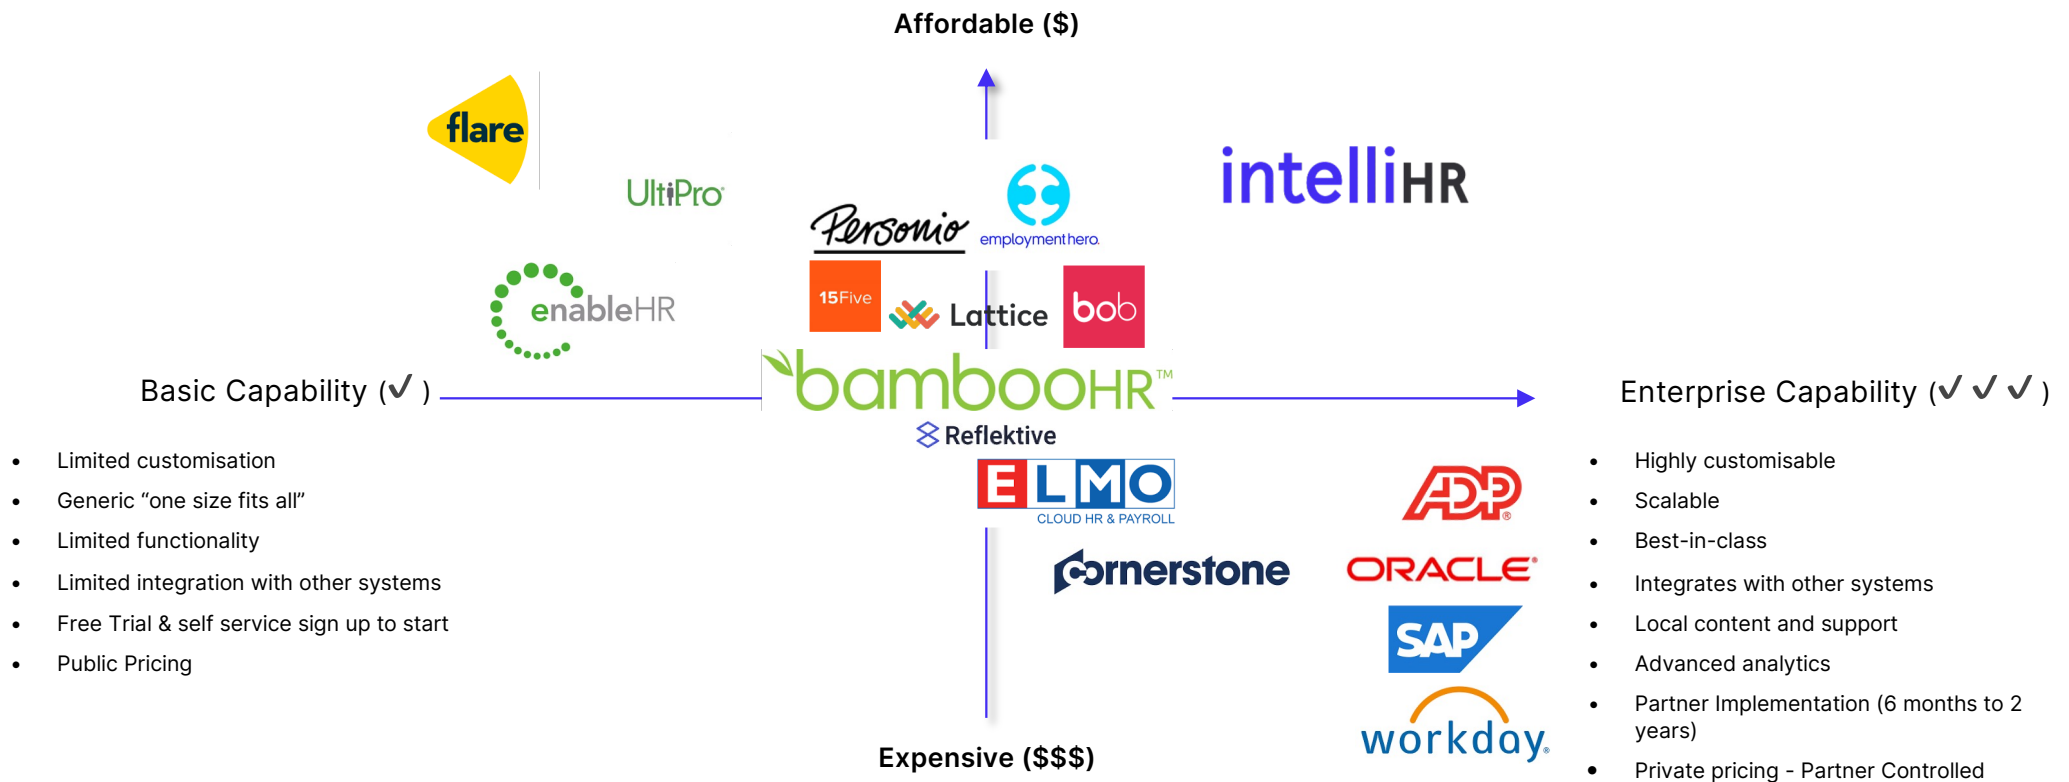 Affordable ($)
flare
UltiPro
intelliHR
Personio
employmenthero.
enableHR
15Five
Lattice
bob
bambooHR™
Basic Capability (✓ )
Enterprise Capability (✓ ✓ ✓ )
Reflektive
ELMO
CLOUD HR & PAYROLL
ADP®
cornerstone
ORACLE®
SAP
workday®
• Limited customisation
• Generic “one size fits all”
• Limited functionality
• Limited integration with other systems
• Free Trial & self service sign up to start
• Public Pricing
• Highly customisable
• Scalable
• Best-in-class
• Integrates with other systems
• Local content and support
• Advanced analytics
• Partner Implementation (6 months to 2
years)
• Private pricing - Partner Controlled
Expensive ($$$)